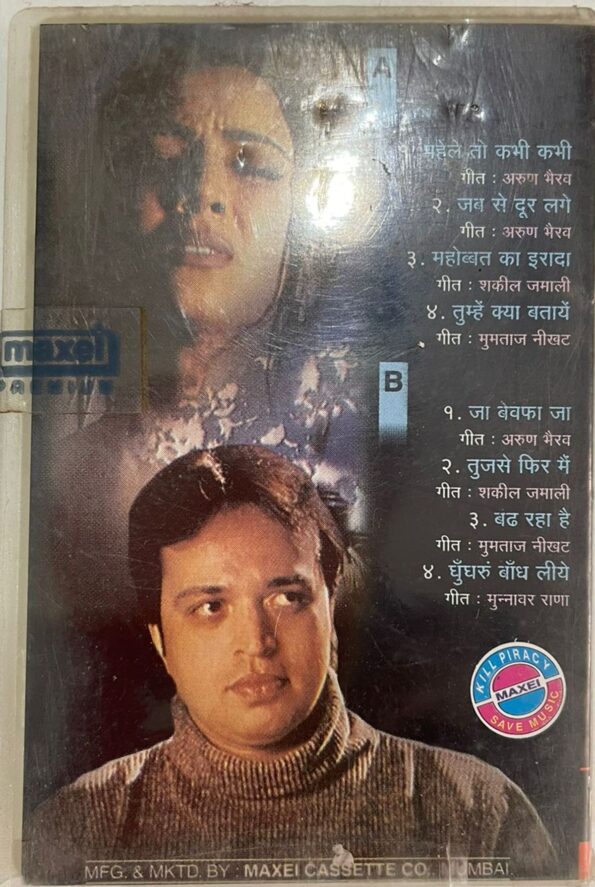 A
१. पहेले तो कभी कभी
गीत : अरुण भैरव
२. जब से दूर लगे
गीत : अरुण भैरव
३. महोब्बत का इरादा
गीत : शकील जमाली
४. तुम्हें क्या बतायें
गीत : मुमताज नीखट
maxei
PREMIUM
B
१. जा बेवफा जा
गीत : अरुण भैरव
२. तुजसे फिर मैं
गीत : शकील जमाली
३. बढ रहा है
गीत : मुमताज नीखट
४. घुँघरुं बाँध लीये
गीत : मुन्नावर राणा
KILL PIRACY
MAXEI
SAVE MUSIC
MFG. & MKTD. BY : MAXEI CASSETTE CO., MUMBAI.